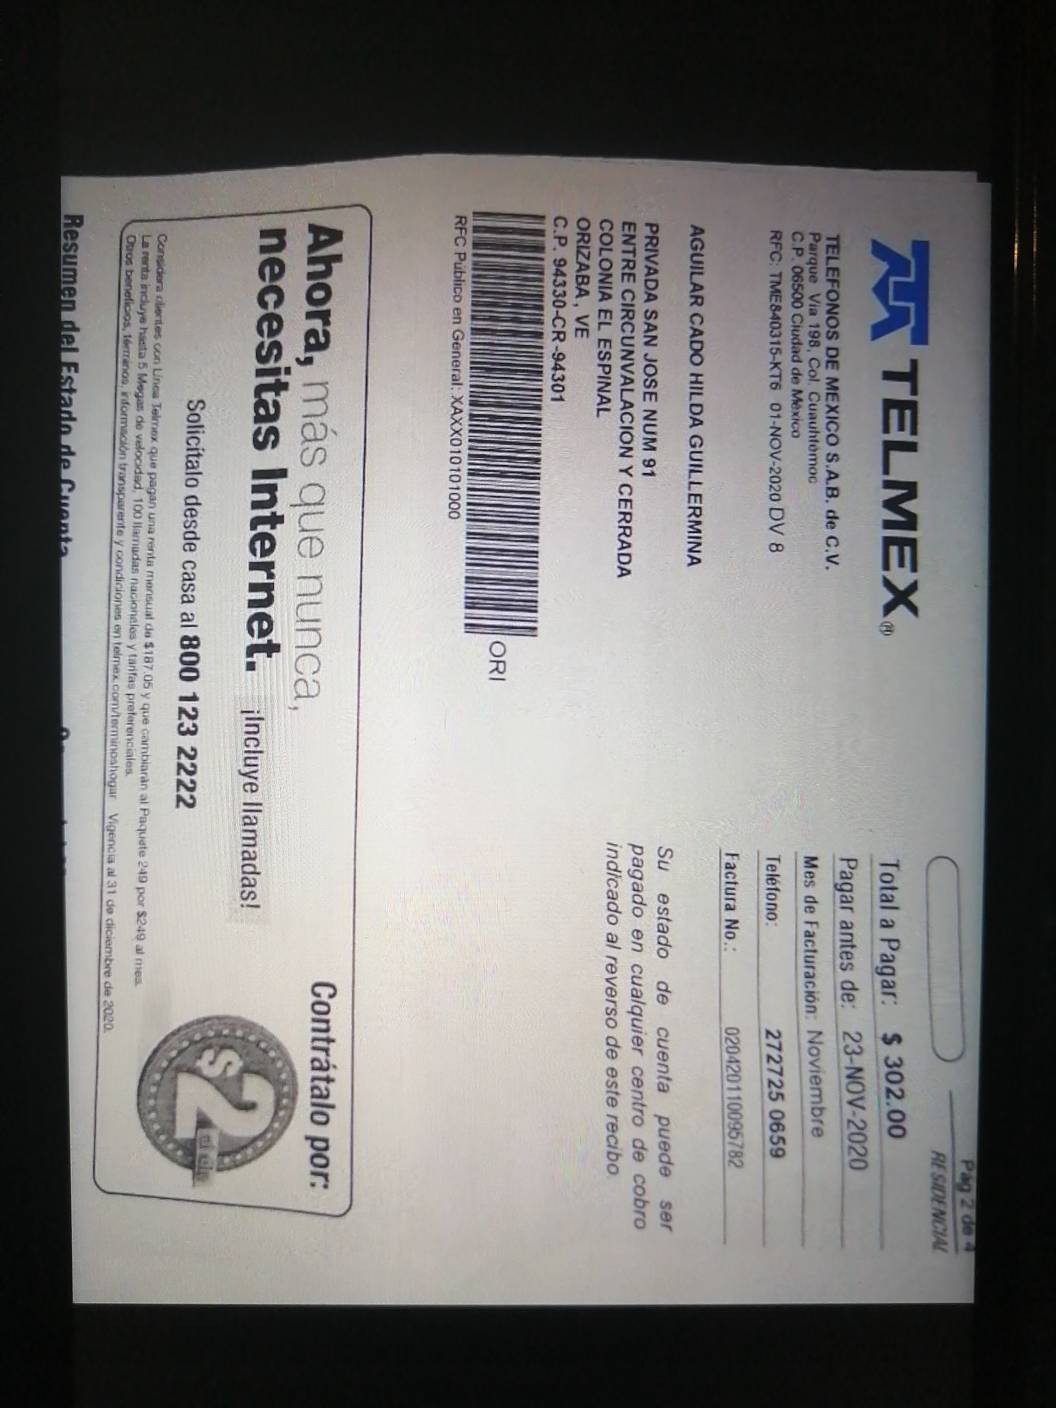 Pág 2 de 4
RESIDENCIAL
TELMEX®
TELEFONOS DE MEXICO S.A.B. de C.V.
Parque Vía 198, Col. Cuauhtémoc
C.P. 06500 Ciudad de México
RFC: TME840315-KT6 01-NOV-2020 DV 8
Total a Pagar: $ 302.00
Pagar antes de: 23-NOV-2020
Mes de Facturación: Noviembre
Teléfono: 272725 0659
Factura No.: 020420110095782
AGUILAR CADO HILDA GUILLERMINA
PRIVADA SAN JOSE NUM 91
ENTRE CIRCUNVALACION Y CERRADA
COLONIA EL ESPINAL
ORIZABA , VE
C.P. 94330-CR -94301
Su estado de cuenta puede ser
pagado en cualquier centro de cobro
indicado al reverso de este recibo.
ORI
RFC Público en General: XAXX010101000
Ahora, más que nunca,
necesitas Internet. ¡Incluye llamadas!
Solicítalo desde casa al 800 123 2222
Contrátalo por:
$2
al día
Considera clientes con Línea Telmex que pagan una renta mensual de $187.05 y que cambiarán al Paquete 249 por $249 al mes.
La renta incluye hasta 5 Megas de velocidad, 100 llamadas nacionales y tarifas preferenciales.
Otros beneficios, términos, información transparente y condiciones en telmex.com/terminoshogar Vigencia al 31 de diciembre de 2020.
Resumen del Estado de Cuenta